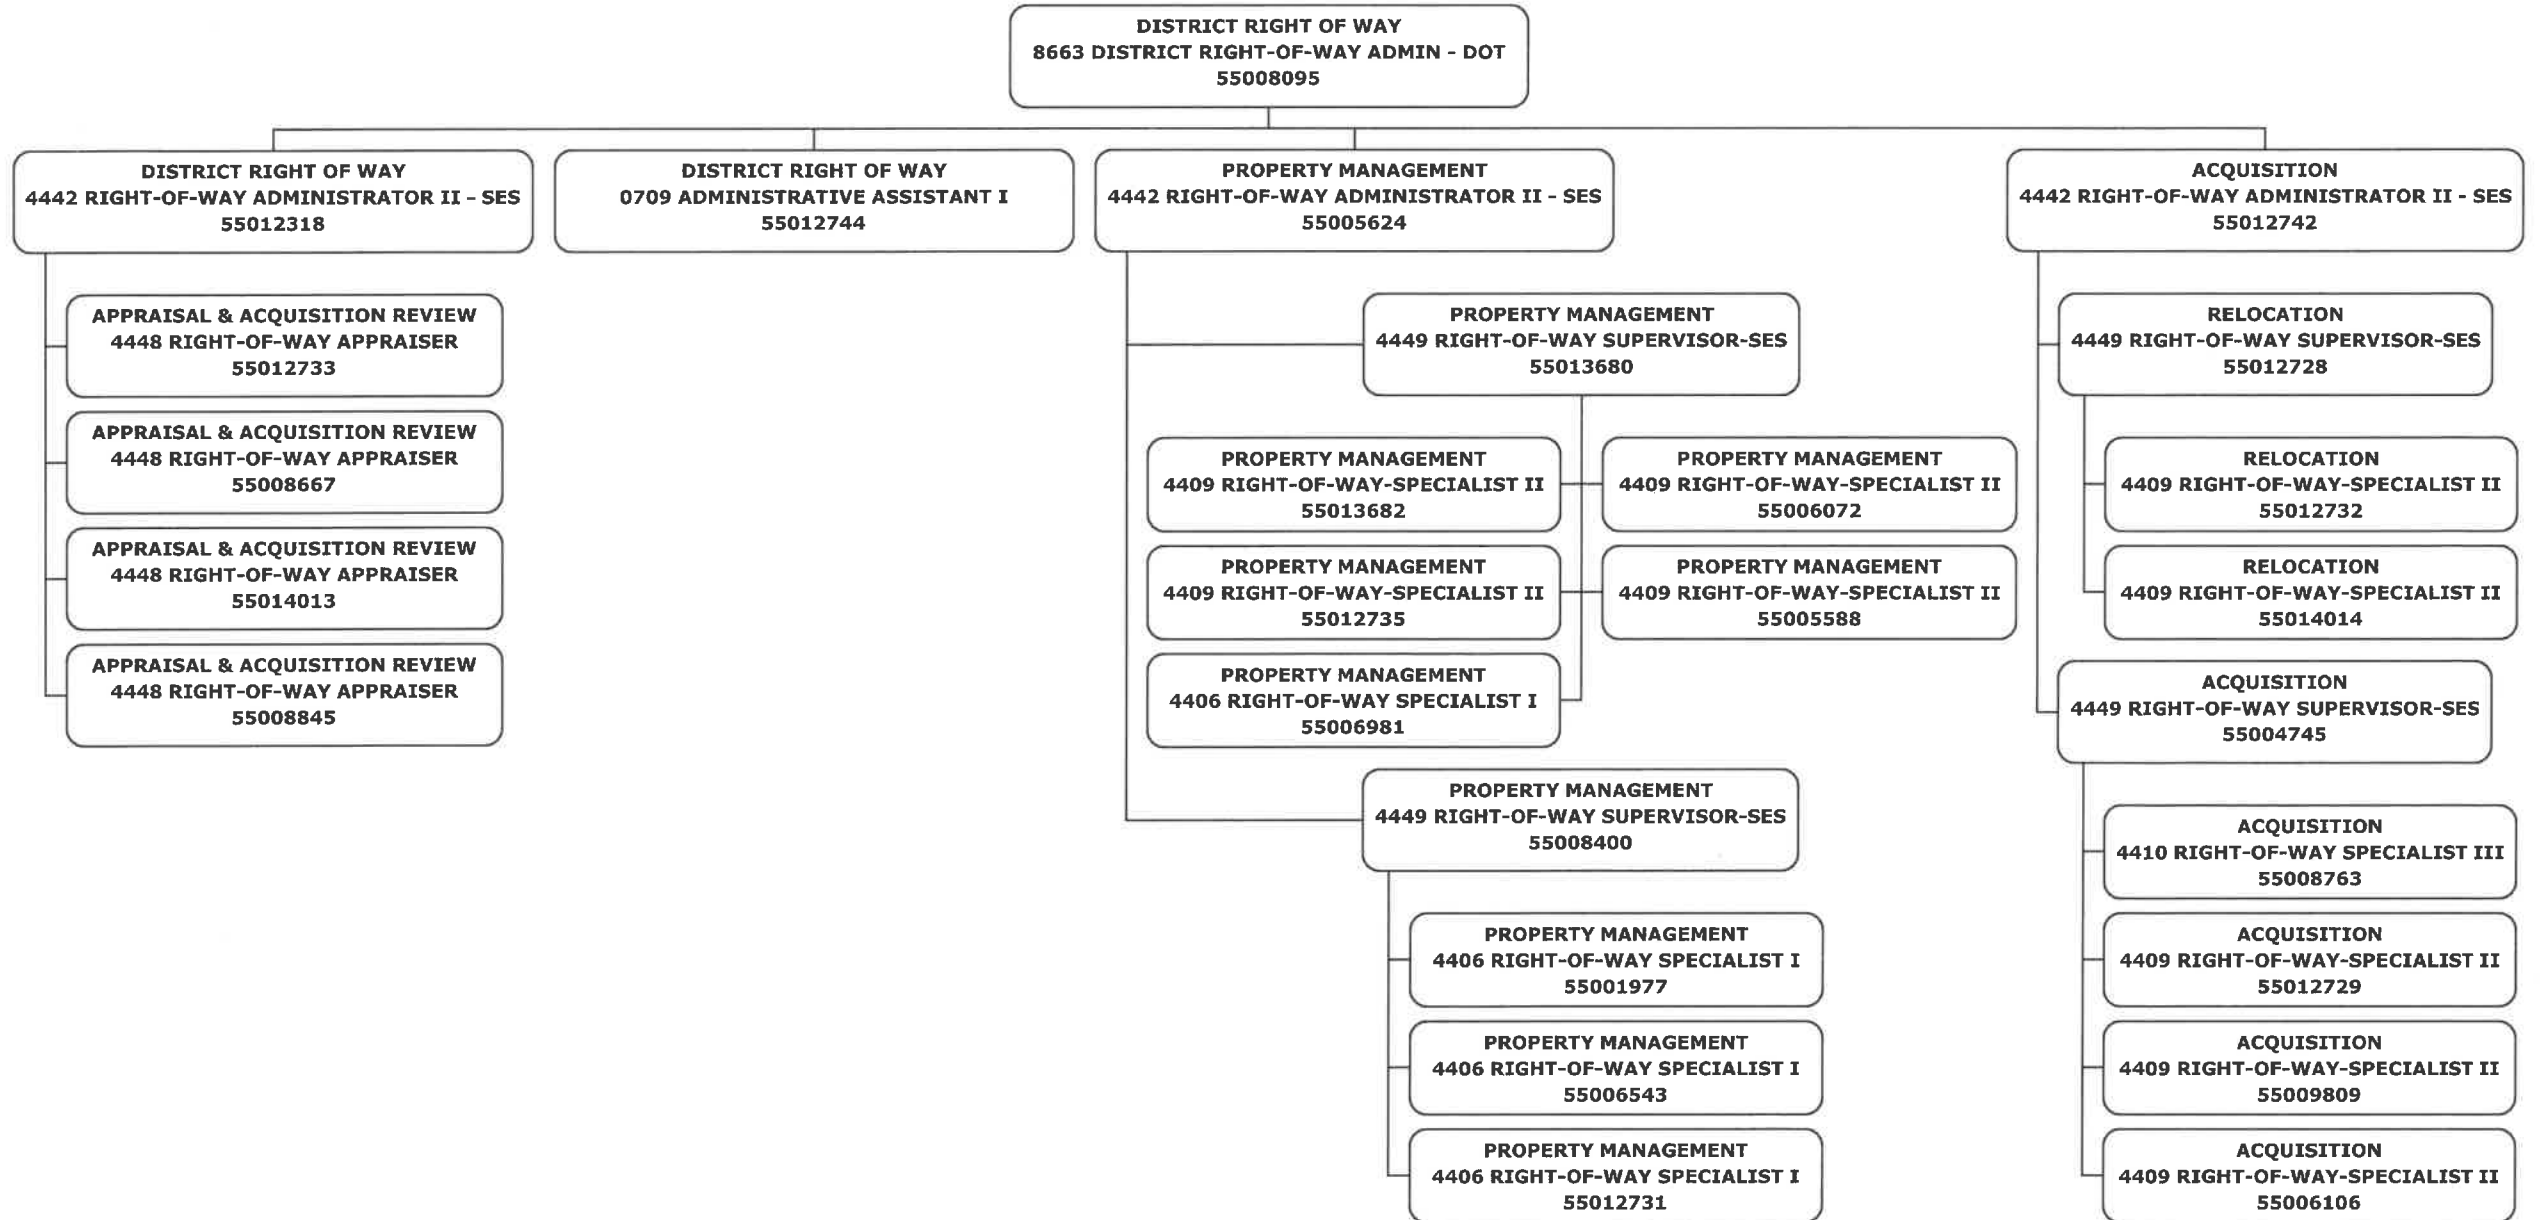 DISTRICT RIGHT OF WAY
8663 DISTRICT RIGHT-OF-WAY ADMIN - DOT
55008095
DISTRICT RIGHT OF WAY
4442 RIGHT-OF-WAY ADMINISTRATOR II - SES
55012318
DISTRICT RIGHT OF WAY
0709 ADMINISTRATIVE ASSISTANT I
55012744
PROPERTY MANAGEMENT
4442 RIGHT-OF-WAY ADMINISTRATOR II - SES
55005624
ACQUISITION
4442 RIGHT-OF-WAY ADMINISTRATOR II - SES
55012742
APPRAISAL & ACQUISITION REVIEW
4448 RIGHT-OF-WAY APPRAISER
55012733
APPRAISAL & ACQUISITION REVIEW
4448 RIGHT-OF-WAY APPRAISER
55008667
APPRAISAL & ACQUISITION REVIEW
4448 RIGHT-OF-WAY APPRAISER
55014013
APPRAISAL & ACQUISITION REVIEW
4448 RIGHT-OF-WAY APPRAISER
55008845
PROPERTY MANAGEMENT
4449 RIGHT-OF-WAY SUPERVISOR-SES
55013680
PROPERTY MANAGEMENT
4409 RIGHT-OF-WAY-SPECIALIST II
55013682
PROPERTY MANAGEMENT
4409 RIGHT-OF-WAY-SPECIALIST II
55006072
PROPERTY MANAGEMENT
4409 RIGHT-OF-WAY-SPECIALIST II
55012735
PROPERTY MANAGEMENT
4409 RIGHT-OF-WAY-SPECIALIST II
55005588
PROPERTY MANAGEMENT
4406 RIGHT-OF-WAY SPECIALIST I
55006981
PROPERTY MANAGEMENT
4449 RIGHT-OF-WAY SUPERVISOR-SES
55008400
PROPERTY MANAGEMENT
4406 RIGHT-OF-WAY SPECIALIST I
55001977
PROPERTY MANAGEMENT
4406 RIGHT-OF-WAY SPECIALIST I
55006543
PROPERTY MANAGEMENT
4406 RIGHT-OF-WAY SPECIALIST I
55012731
RELOCATION
4449 RIGHT-OF-WAY SUPERVISOR-SES
55012728
RELOCATION
4409 RIGHT-OF-WAY-SPECIALIST II
55012732
RELOCATION
4409 RIGHT-OF-WAY-SPECIALIST II
55014014
ACQUISITION
4449 RIGHT-OF-WAY SUPERVISOR-SES
55004745
ACQUISITION
4410 RIGHT-OF-WAY SPECIALIST III
55008763
ACQUISITION
4409 RIGHT-OF-WAY-SPECIALIST II
55012729
ACQUISITION
4409 RIGHT-OF-WAY-SPECIALIST II
55009809
ACQUISITION
4409 RIGHT-OF-WAY-SPECIALIST II
55006106